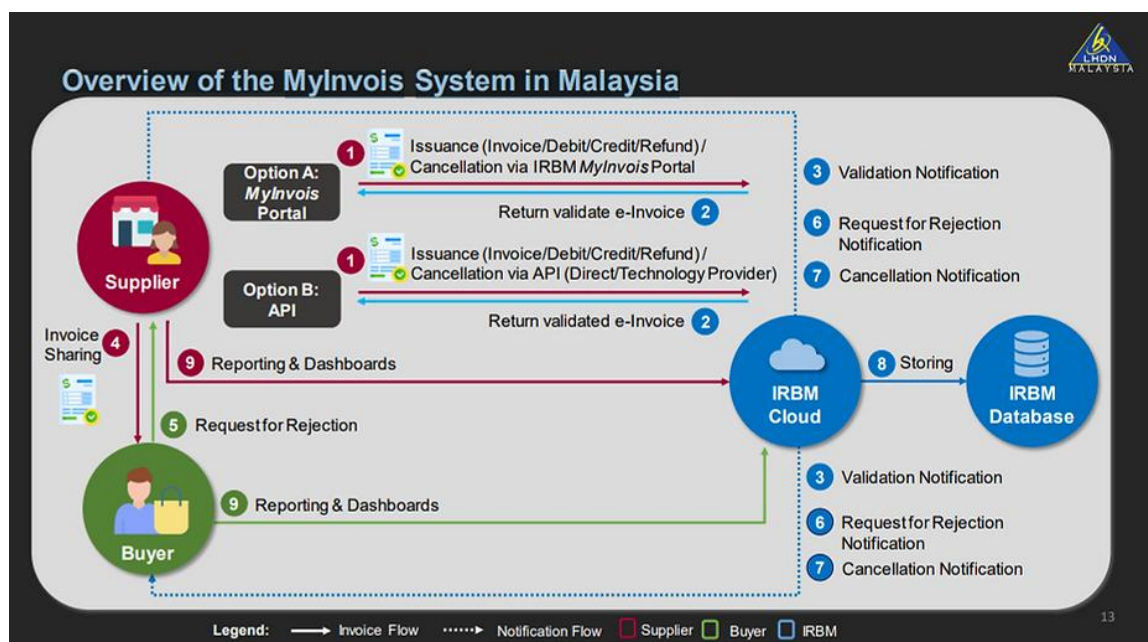 LHDN
MALAYSIA
Overview of the MyInvois System in Malaysia
1
Issuance (Invoice/Debit/Credit/Refund) /
Cancellation via IRBM MyInvois Portal
Option A:
MyInvois
Portal
Return validate e-Invoice 2
1
Issuance (Invoice/Debit/Credit/Refund) /
Cancellation via API (Direct/Technology Provider)
Option B:
API
Return validated e-Invoice 2
3 Validation Notification
6 Request for Rejection
Notification
7 Cancellation Notification
Supplier
Invoice
Sharing
4
9 Reporting & Dashboards
5 Request for Rejection
IRBM
Cloud
8 Storing
IRBM
Database
Buyer
9 Reporting & Dashboards
3 Validation Notification
6 Request for Rejection
Notification
7 Cancellation Notification
13
Legend: Invoice Flow Notification Flow Supplier Buyer IRBM